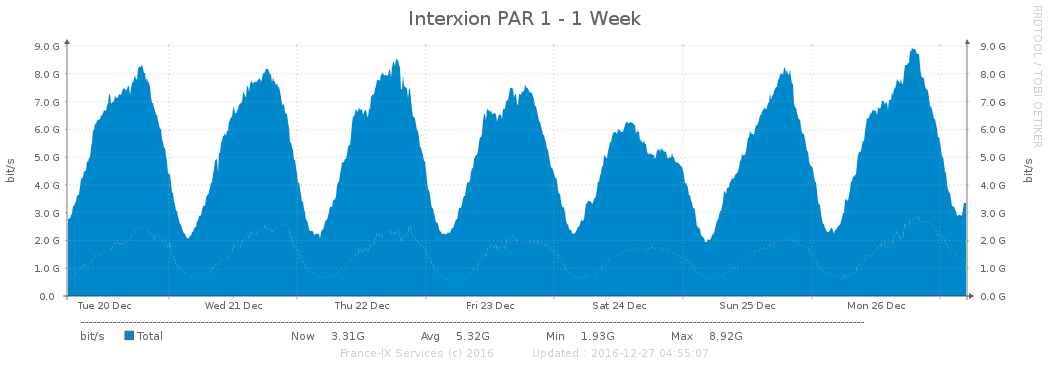 Interxion PAR 1 - 1 Week
RRDTOOL / TOBI OETIKER
bit/s
9.0 G 9.0 G
8.0 G 8.0 G
7.0 G 7.0 G
6.0 G 6.0 G
5.0 G 5.0 G
4.0 G 4.0 G
3.0 G 3.0 G
2.0 G 2.0 G
1.0 G 1.0 G
0.0 0.0 G
bit/s
Tue 20 Dec Wed 21 Dec Thu 22 Dec Fri 23 Dec Sat 24 Dec Sun 25 Dec Mon 26 Dec
bit/s Total Now 3.31G Avg 5.32G Min 1.93G Max 8.92G
France-IX Services (c) 2016 Updated : 2016-12-27 04:55:07